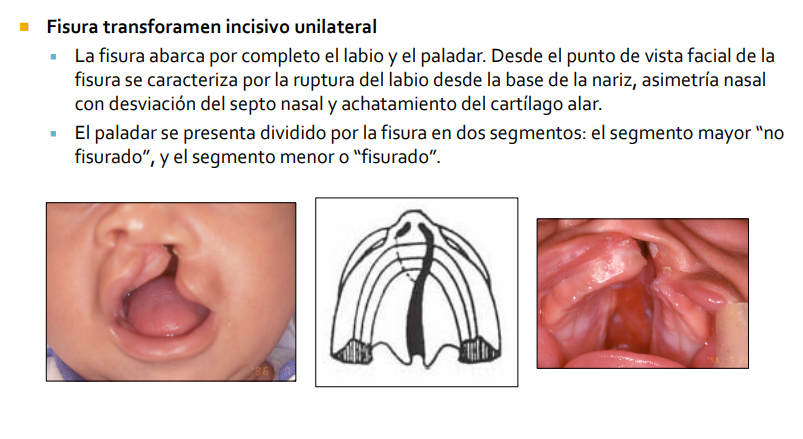 Fisura transforamen incisivo unilateral
La fisura abarca por completo el labio y el paladar. Desde el punto de vista facial de la
fisura se caracteriza por la ruptura del labio desde la base de la nariz, asimetría nasal
con desviación del septo nasal y achatamiento del cartílago alar.
El paladar se presenta dividido por la fisura en dos segmentos: el segmento mayor “no
fisurado”, y el segmento menor o “fisurado”.
'86 7